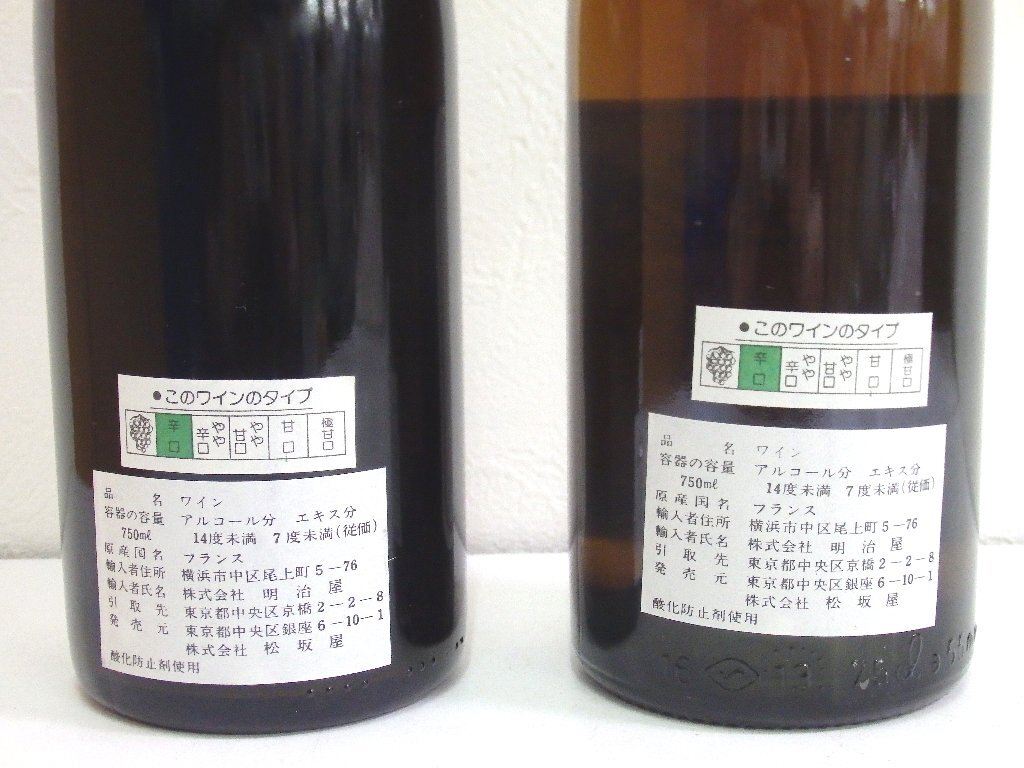 ●このワインのタイプ
辛口 やや辛口 やや甘口 甘口 極甘口
品名 ワイン
容器の容量 アルコール分 エキス分
750ml 14度未満 7度未満(従価)
原産国名 フランス
輸入者住所 横浜市中区尾上町5-76
輸入者氏名 株式会社 明治屋
引取先 東京都中央区京橋2-2-8
発売元 東京都中央区銀座6-10-1
株式会社 松坂屋
酸化防止剤使用
●このワインのタイプ
辛口 やや辛口 やや甘口 甘口 極甘口
品名 ワイン
容器の容量 アルコール分 エキス分
750ml 14度未満 7度未満(従価)
原産国名 フランス
輸入者住所 横浜市中区尾上町5-76
輸入者氏名 株式会社 明治屋
引取先 東京都中央区京橋2-2-8
発売元 東京都中央区銀座6-10-1
株式会社 松坂屋
酸化防止剤使用